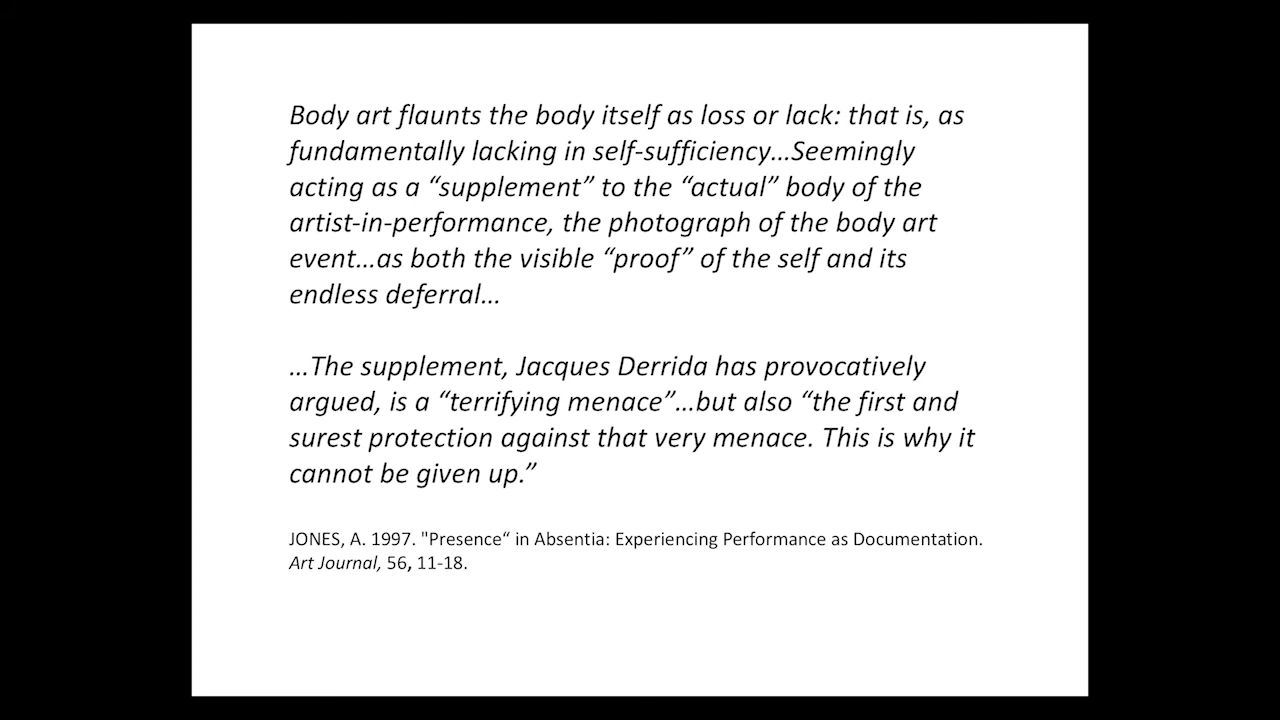 Body art flaunts the body itself as loss or lack: that is, as
fundamentally lacking in self-sufficiency…Seemingly
acting as a “supplement” to the “actual” body of the
artist-in-performance, the photograph of the body art
event…as both the visible “proof” of the self and its
endless deferral…
…The supplement, Jacques Derrida has provocatively
argued, is a “terrifying menace”…but also “the first and
surest protection against that very menace. This is why it
cannot be given up.”
JONES, A. 1997. "Presence“ in Absentia: Experiencing Performance as Documentation.
Art Journal, 56, 11-18.